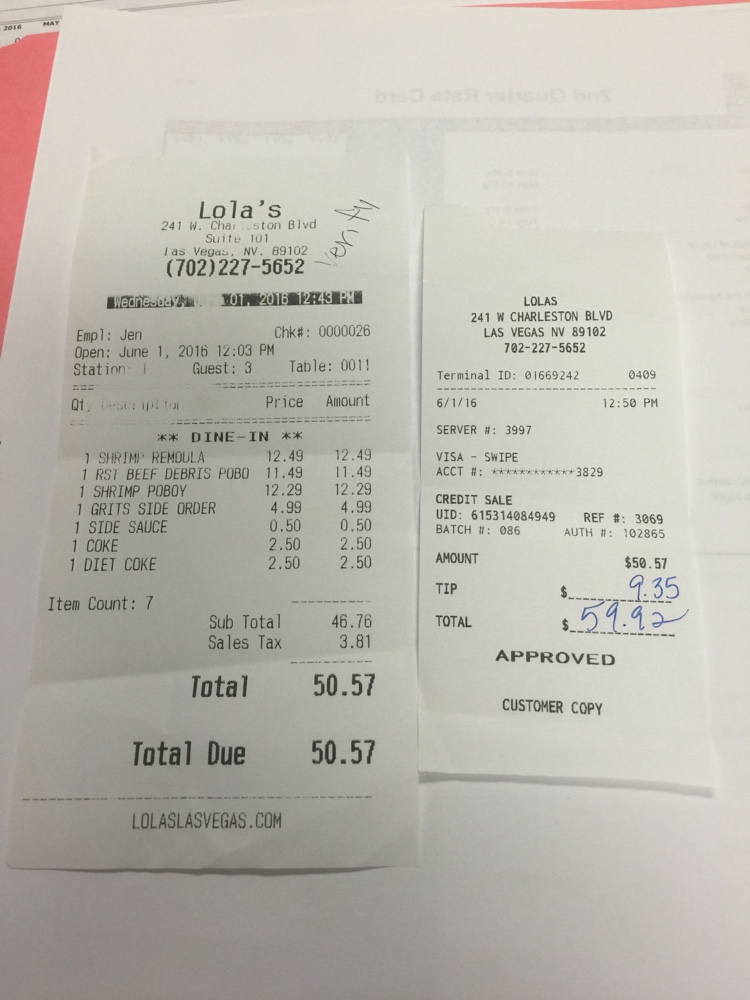 2016 MAY
2nd Quarter Rate Card
Lola's
241 W. Charleston Blvd
Suite 101
Las Vegas, NV. 89102
(702)227-5652
verify
Wednesday, 01, 2016 12:43 PM
Empl: Jen Chk#: 0000026
Open: June 1, 2016 12:03 PM
Station: 1 Guest: 3 Table: 0011
Qty Description Price Amount
** DINE-IN **
1 SHRIMP REMOULA 12.49 12.49
1 RST BEEF DEBRIS POBO 11.49 11.49
1 SHRIMP POBOY 12.29 12.29
1 GRITS SIDE ORDER 4.99 4.99
1 SIDE SAUCE 0.50 0.50
1 COKE 2.50 2.50
1 DIET COKE 2.50 2.50
Item Count: 7
Sub Total 46.76
Sales Tax 3.81
Total 50.57
Total Due 50.57
LOLASLASVEGAS.COM
LOLAS
241 W CHARLESTON BLVD
LAS VEGAS NV 89102
702-227-5652
Terminal ID: 01669242 0409
6/1/16 12:50 PM
SERVER #: 3997
VISA - SWIPE
ACCT #: ************3829
CREDIT SALE
UID: 615314084949 REF #: 3069
BATCH #: 086 AUTH #: 102865
AMOUNT $50.57
TIP $ 9.35
TOTAL $ 59.92
APPROVED
CUSTOMER COPY